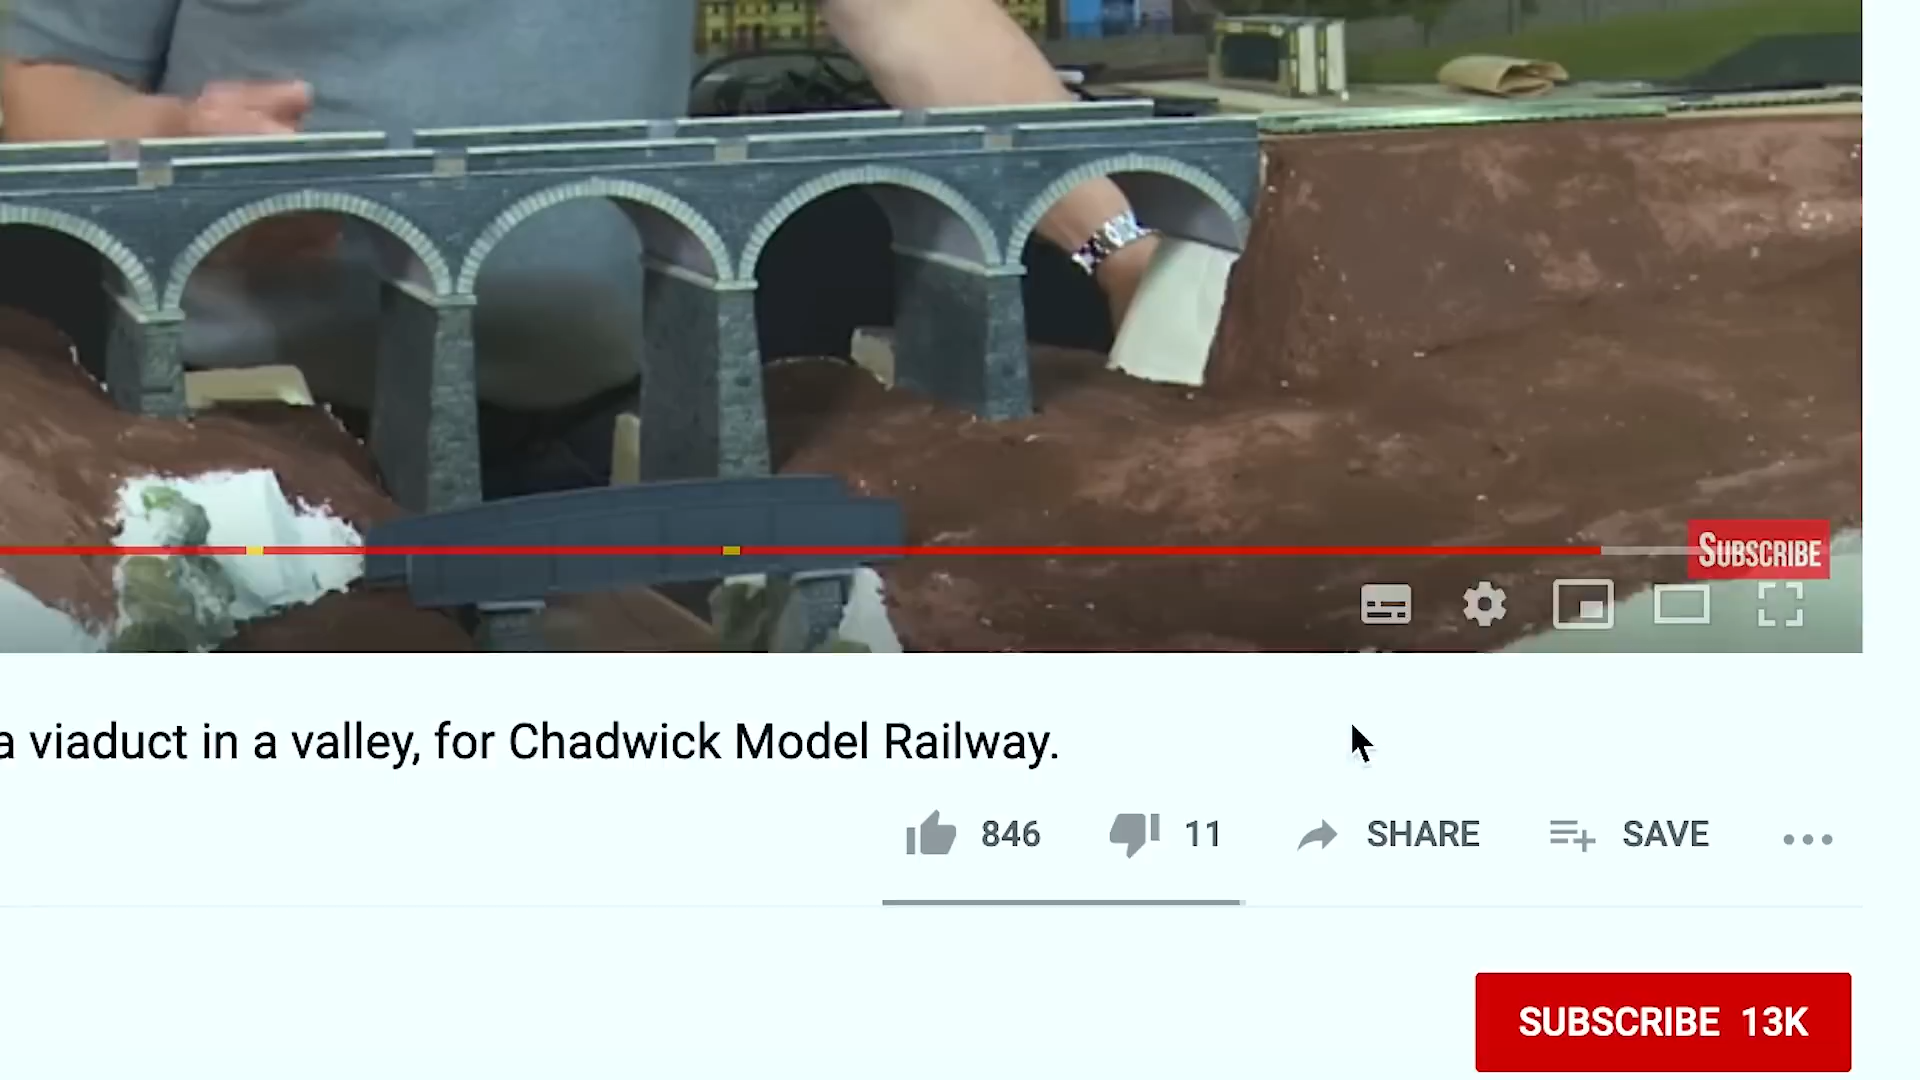 SUBSCRIBE
a viaduct in a valley, for Chadwick Model Railway.
846 11 SHARE SAVE
SUBSCRIBE 13K